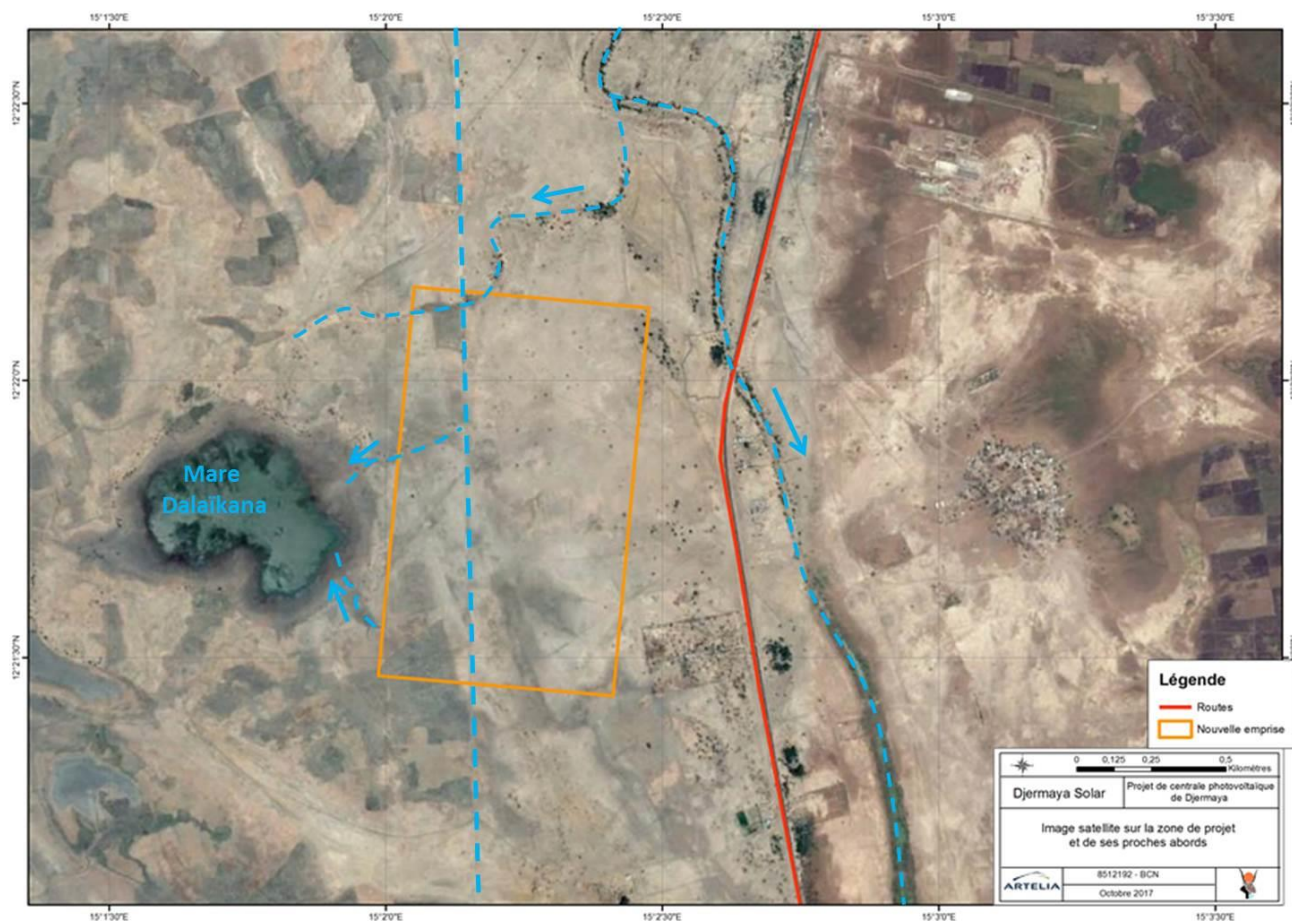 15°1'30"E 15°2'0"E 15°2'30"E 15°3'0"E 15°3'30"E
12°22'30"N
12°22'0"N
12°21'30"N
Mare
Dalaïkana
Légende
Routes
Nouvelle emprise
0 0,125 0,25 0,5
Kilomètres
Djermaya Solar
Projet de centrale photovoltaïque
de Djermaya
Image satellite sur la zone de projet
et de ses proches abords
ARTELIA
8512192 - BCN
Octobre 2017
15°1'30"E 15°2'0"E 15°2'30"E 15°3'0"E 15°3'30"E